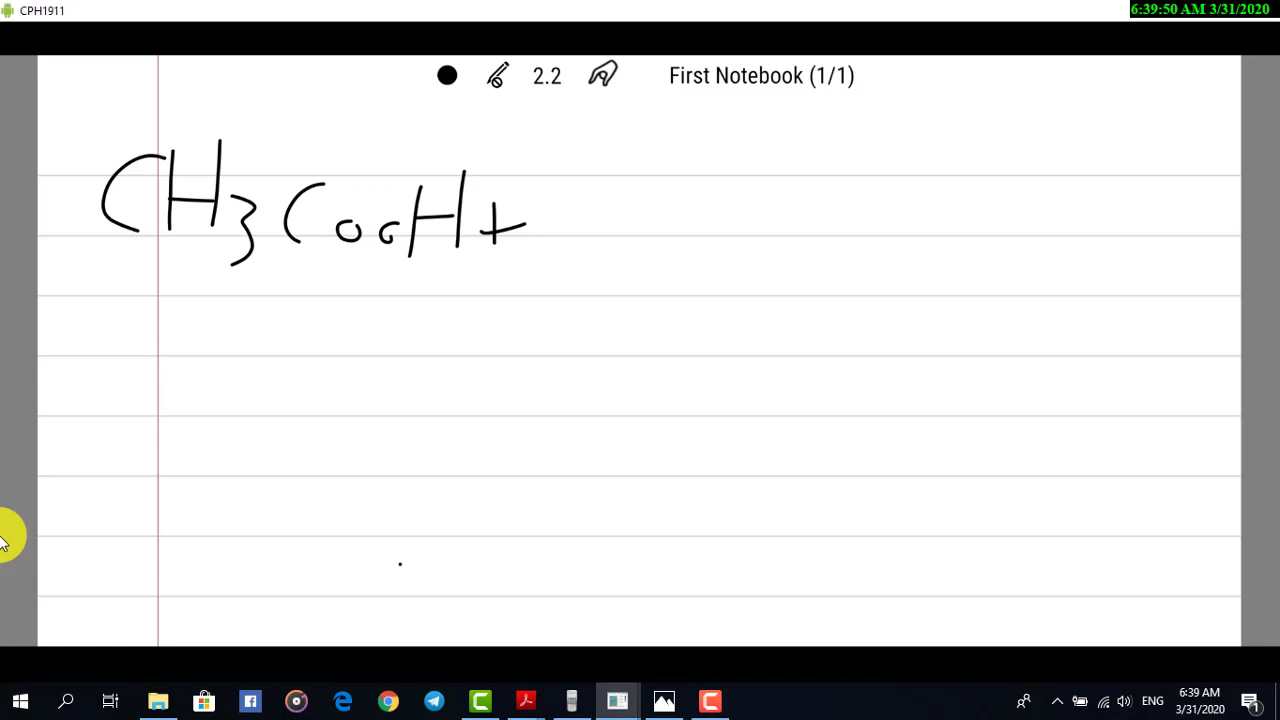 CPH1911
6:39:50 AM 3/31/2020
2.2
First Notebook (1/1)
CH3COOH +
ENG
6:39 AM
3/31/2020
1